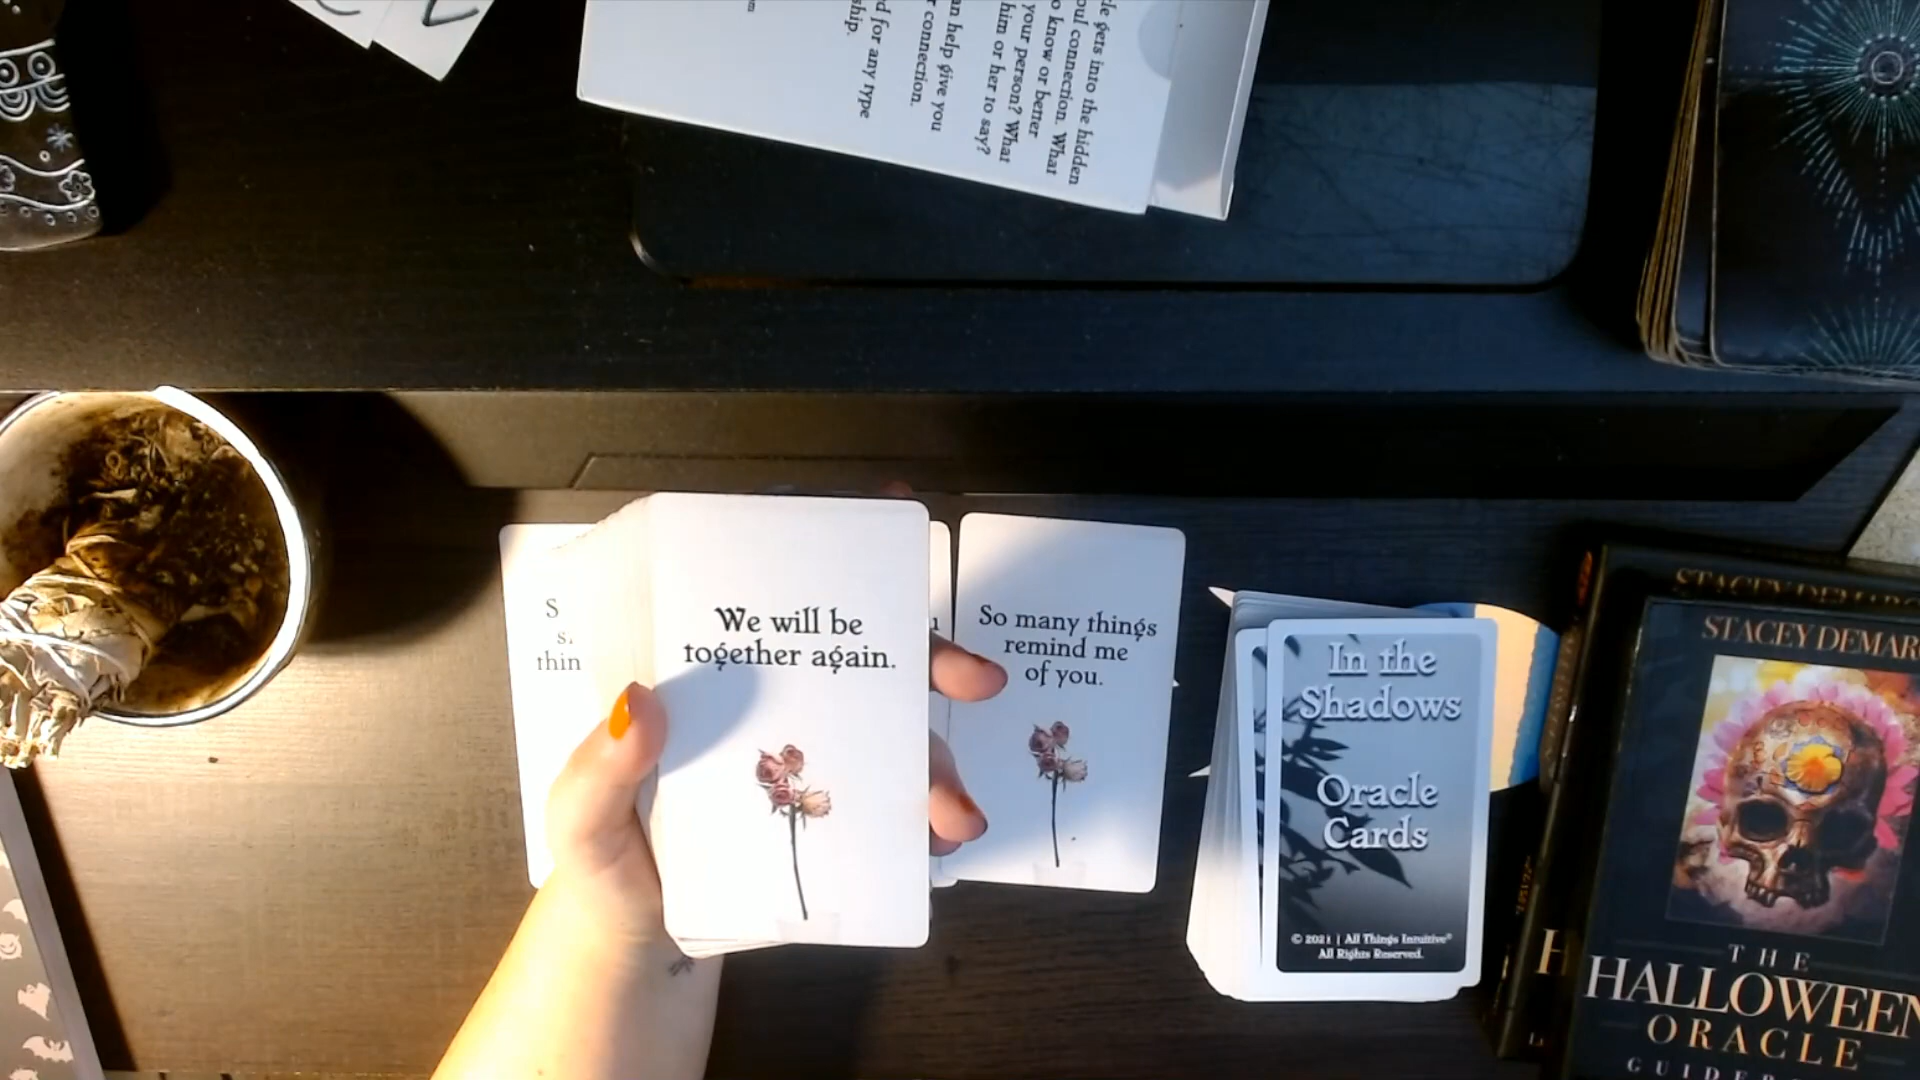 le gets into the hidden
oul connection. What
o know or better
your person? What
him or her to say?
an help give you
r connection.
d for any type
ship.
S
thin
We will be
together again.
So many things
remind me
of you.
In the
Shadows
Oracle
Cards
© 2021 | All Things Intuitive®
All Rights Reserved.
STACEY DEMAR
THE
HALLOWEEN
ORACLE
GUIDE